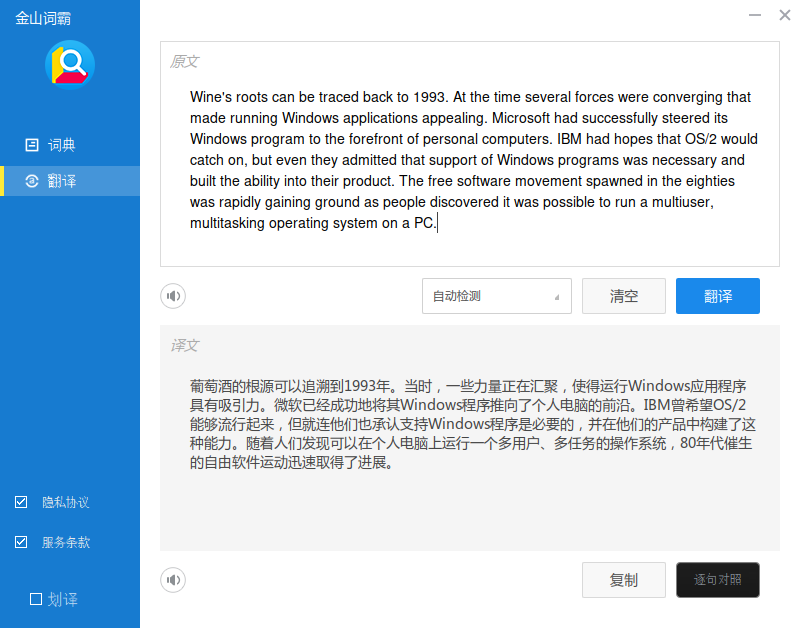 金山词霸
词典
翻译
原文
Wine's roots can be traced back to 1993. At the time several forces were converging that
made running Windows applications appealing. Microsoft had successfully steered its
Windows program to the forefront of personal computers. IBM had hopes that OS/2 would
catch on, but even they admitted that support of Windows programs was necessary and
built the ability into their product. The free software movement spawned in the eighties
was rapidly gaining ground as people discovered it was possible to run a multiuser,
multitasking operating system on a PC.
自动检测
清空
翻译
译文
葡萄酒的根源可以追溯到1993年。当时，一些力量正在汇聚，使得运行Windows应用程序
具有吸引力。微软已经成功地将其Windows程序推向了个人电脑的前沿。IBM曾希望OS/2
能够流行起来，但就连他们也承认支持Windows程序是必要的，并在他们的产品中构建了这
种能力。随着人们发现可以在个人电脑上运行一个多用户、多任务的操作系统，80年代催生
的自由软件运动迅速取得了进展。
隐私协议
服务条款
划译
复制
逐句对照